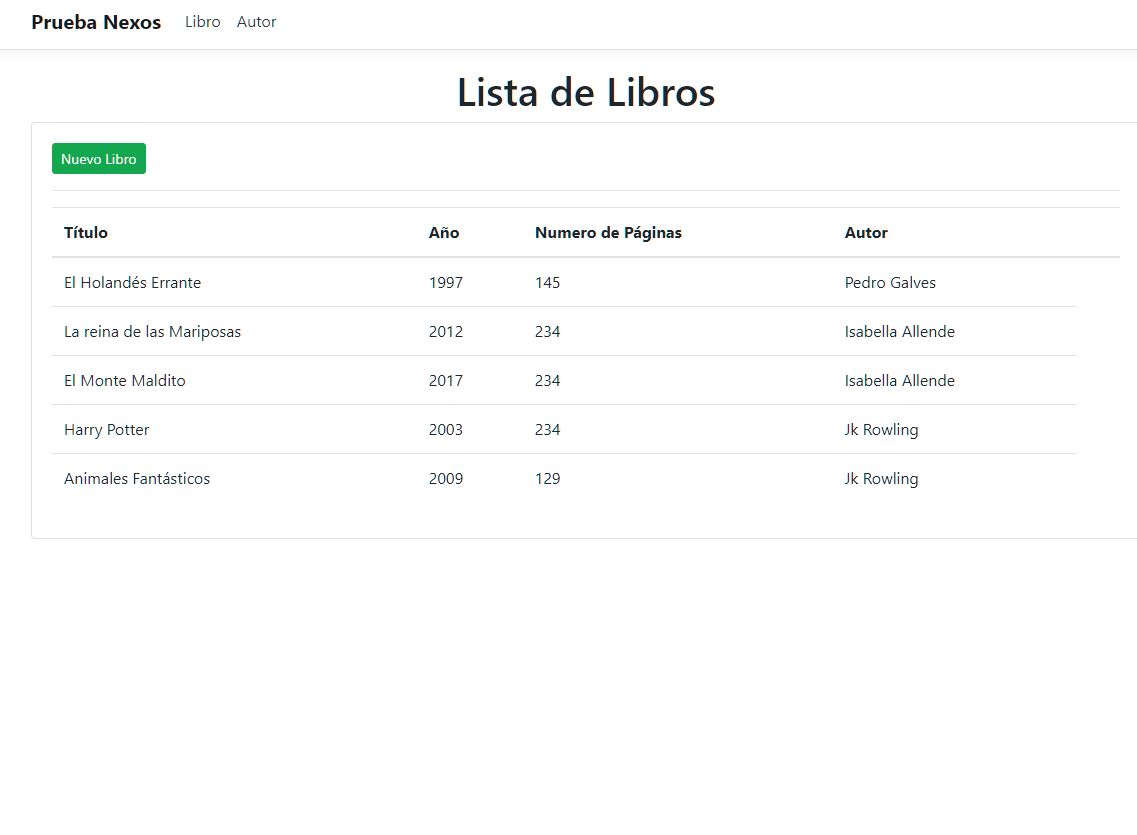 Prueba Nexos Libro Autor
Lista de Libros
Nuevo Libro
Título Año Numero de Páginas Autor
El Holandés Errante 1997 145 Pedro Galves
La reina de las Mariposas 2012 234 Isabella Allende
El Monte Maldito 2017 234 Isabella Allende
Harry Potter 2003 234 Jk Rowling
Animales Fantásticos 2009 129 Jk Rowling